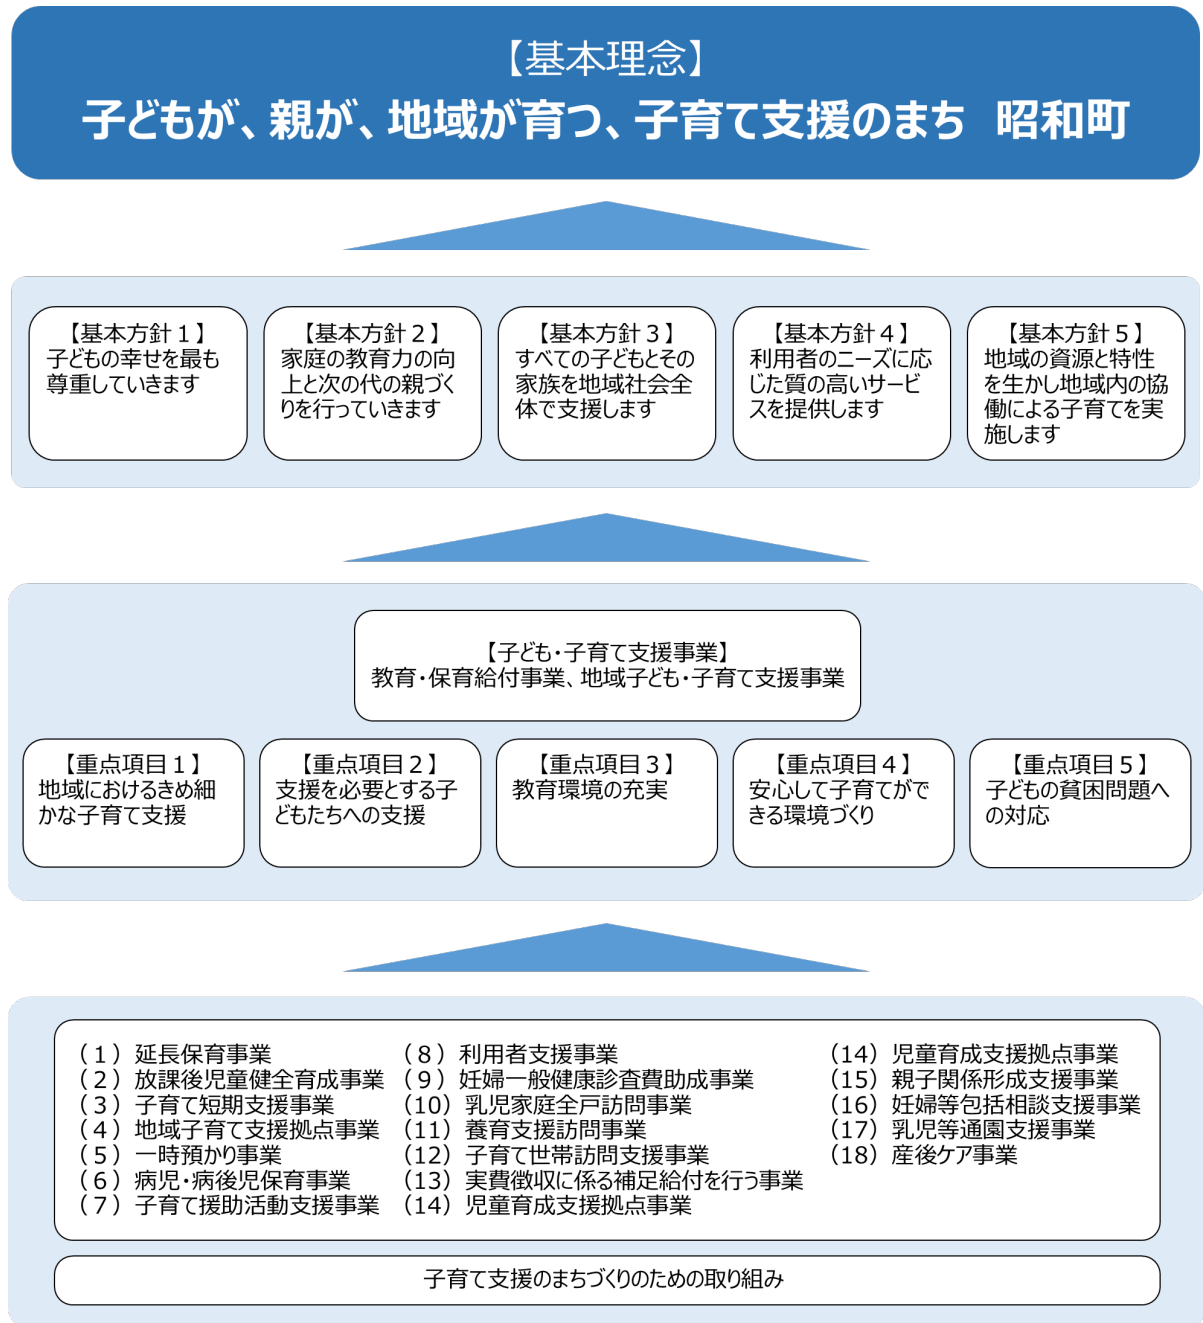 【基本理念】
子どもが、親が、地域が育つ、子育て支援のまち 昭和町
【基本方針１】
子どもの幸せを最も
尊重していきます
【基本方針２】
家庭の教育力の向
上と次の代の親づく
りを行っていきます
【基本方針３】
すべての子どもとその
家族を地域社会全
体で支援します
【基本方針４】
利用者のニーズに応
じた質の高いサービ
スを提供します
【基本方針５】
地域の資源と特性
を生かし地域内の協
働による子育てを実
施します
【子ども・子育て支援事業】
教育・保育給付事業、地域子ども・子育て支援事業
【重点項目１】
地域におけるきめ細
かな子育て支援
【重点項目２】
支援を必要とする子
どもたちへの支援
【重点項目３】
教育環境の充実
【重点項目４】
安心して子育てがで
きる環境づくり
【重点項目５】
子どもの貧困問題へ
の対応
（１）延長保育事業
（２）放課後児童健全育成事業
（３）子育て短期支援事業
（４）地域子育て支援拠点事業
（５）一時預かり事業
（６）病児・病後児保育事業
（７）子育て援助活動支援事業
（８）利用者支援事業
（９）妊婦一般健康診査費助成事業
（10）乳児家庭全戸訪問事業
（11）養育支援訪問事業
（12）子育て世帯訪問支援事業
（13）実費徴収に係る補足給付を行う事業
（14）児童育成支援拠点事業
（14）児童育成支援拠点事業
（15）親子関係形成支援事業
（16）妊婦等包括相談支援事業
（17）乳児等通園支援事業
（18）産後ケア事業
子育て支援のまちづくりのための取り組み